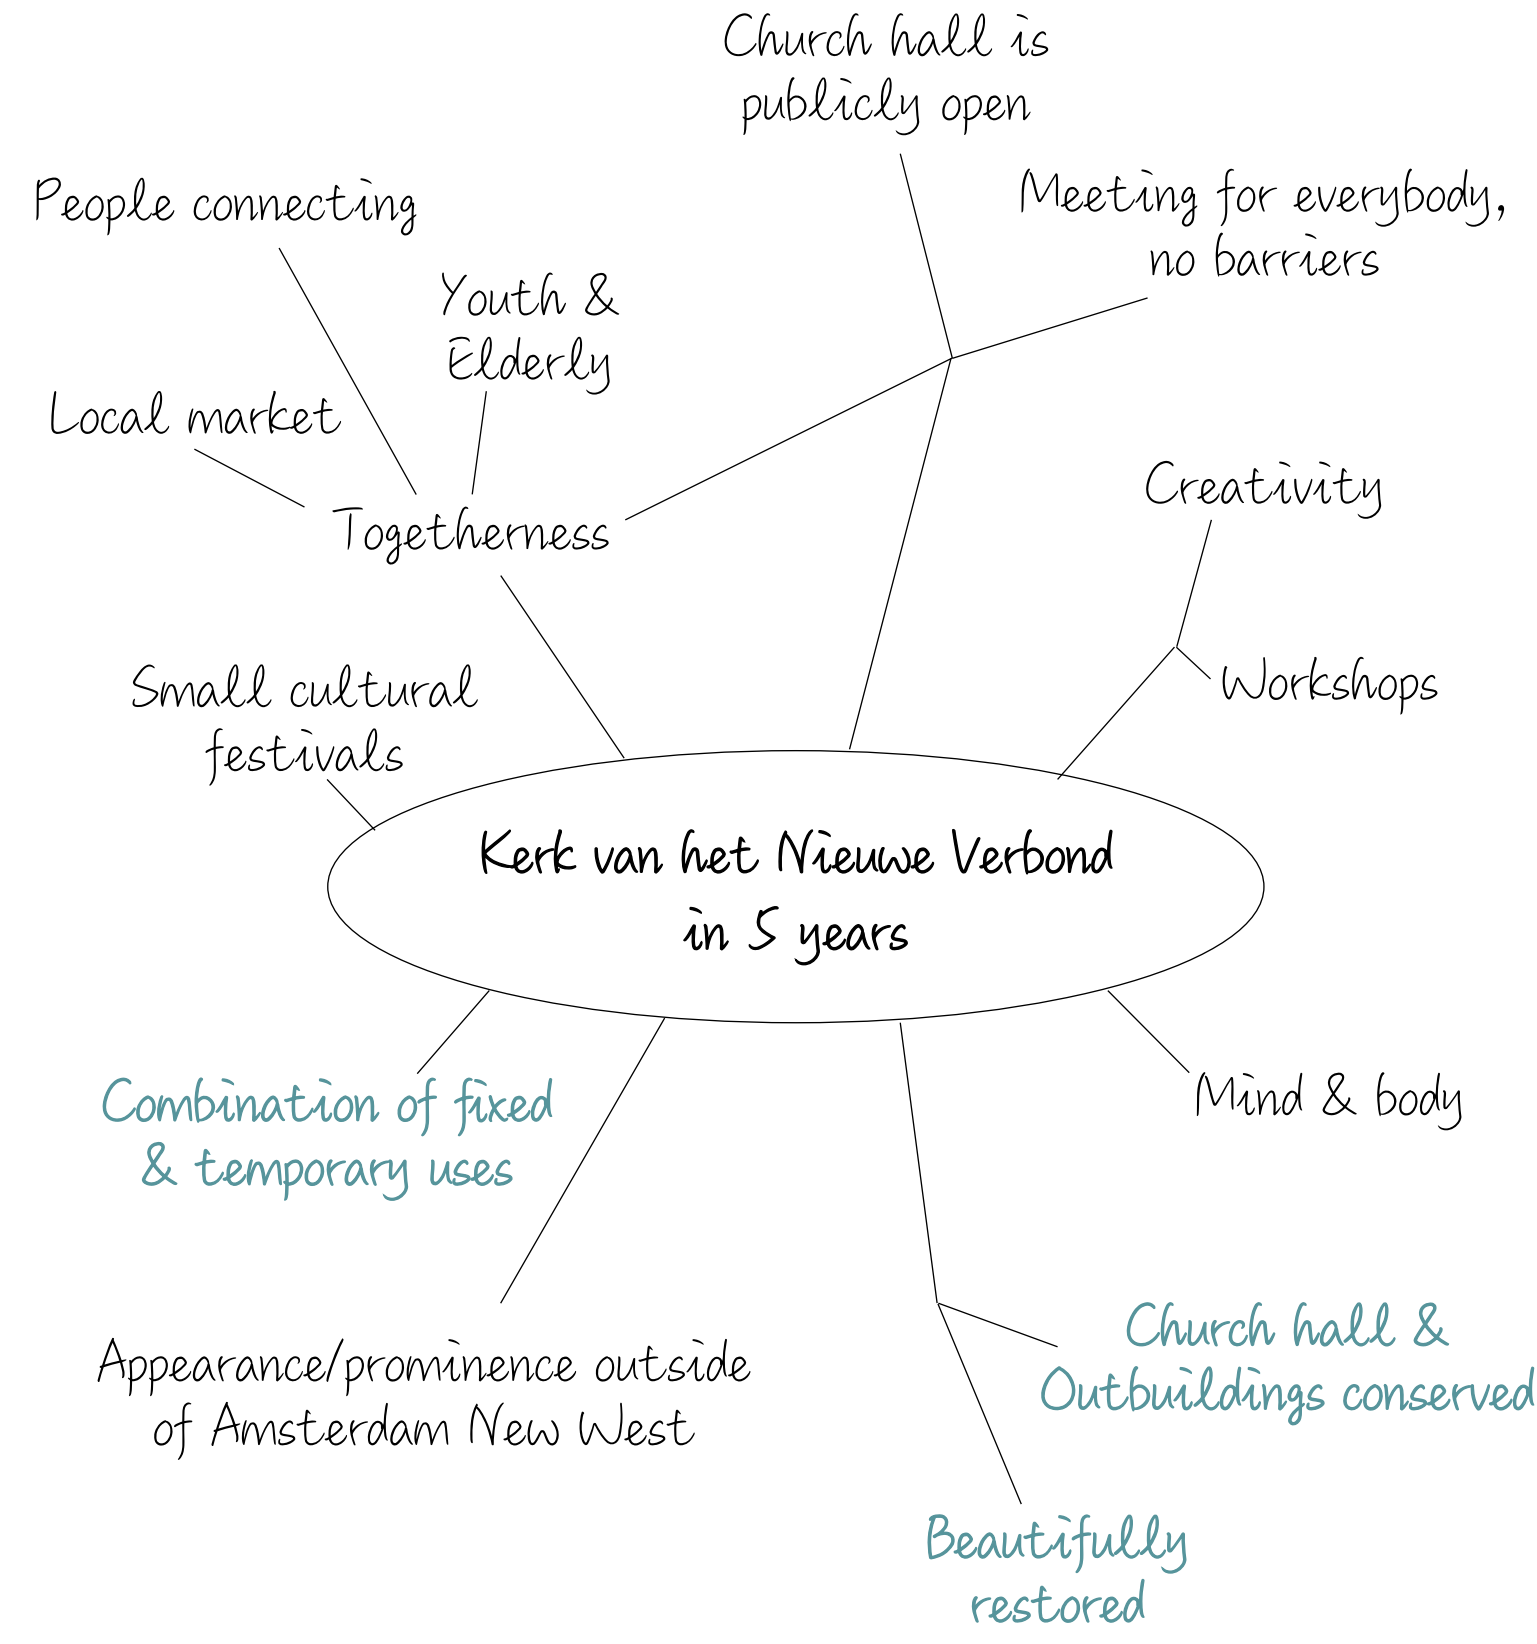 Church hall is
publicly open
People connecting
Meeting for everybody,
no barriers
Youth &
Elderly
Local market
Togetherness
Creativity
Workshops
Small cultural
festivals
Kerk van het Nieuwe Verbond
in 5 years
Combination of fixed
& temporary uses
Mind & body
Appearance/prominence outside
of Amsterdam New West
Church hall &
Outbuildings conserved
Beautifully
restored